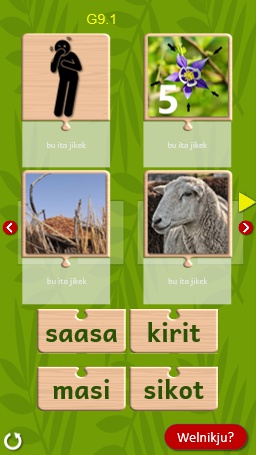 G9.1
5
bu ita jikek
bu ita jikek
bu ita jikek
bu ita jikek
saasa
kirit
masi
sikot
Welnikju?